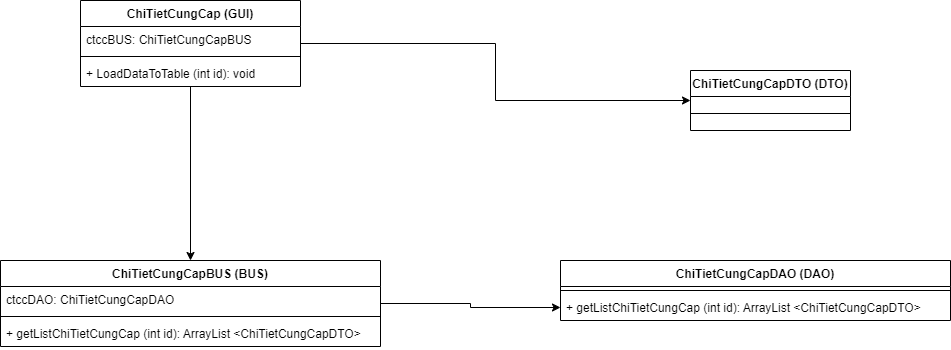 ChiTietCungCap (GUI)
ctccBUS: ChiTietCungCapBUS
+ LoadDataToTable (int id): void
ChiTietCungCapDTO (DTO)
ChiTietCungCapBUS (BUS)
ctccDAO: ChiTietCungCapDAO
+ getListChiTietCungCap (int id): ArrayList <ChiTietCungCapDTO>
ChiTietCungCapDAO (DAO)
+ getListChiTietCungCap (int id): ArrayList <ChiTietCungCapDTO>